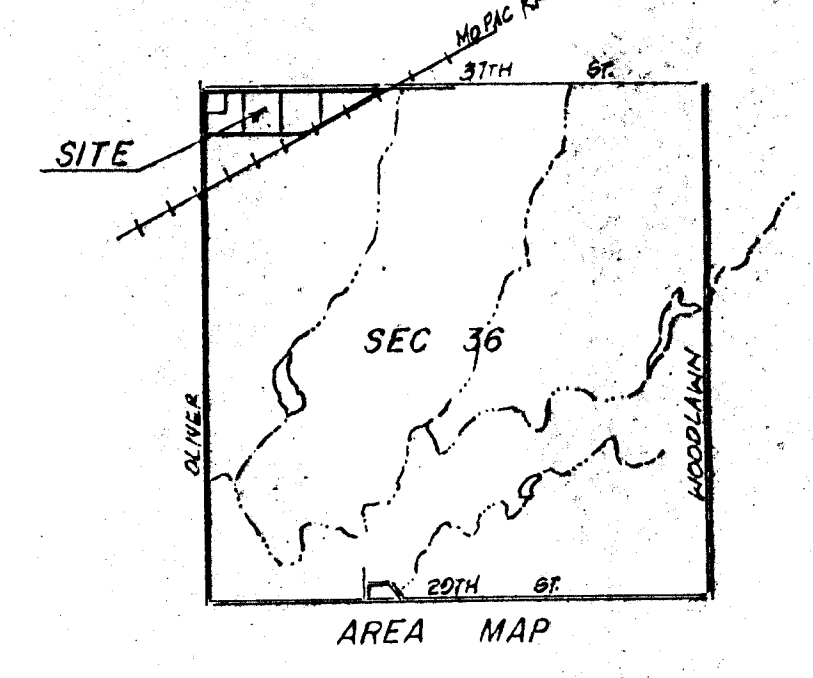 MOPAC
37TH ST.
SITE
SEC 36
OLIVER
WOODLAWN
29TH ST.
AREA MAP